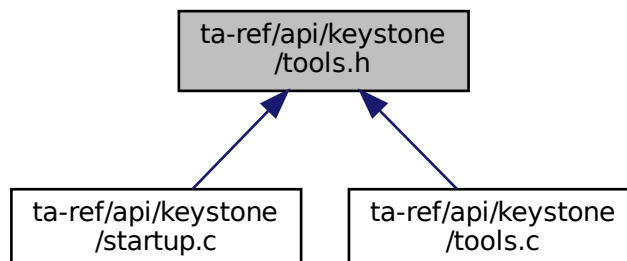 ta-ref/api/keystone
/tools.h
ta-ref/api/keystone
/startup.c
ta-ref/api/keystone
/tools.c